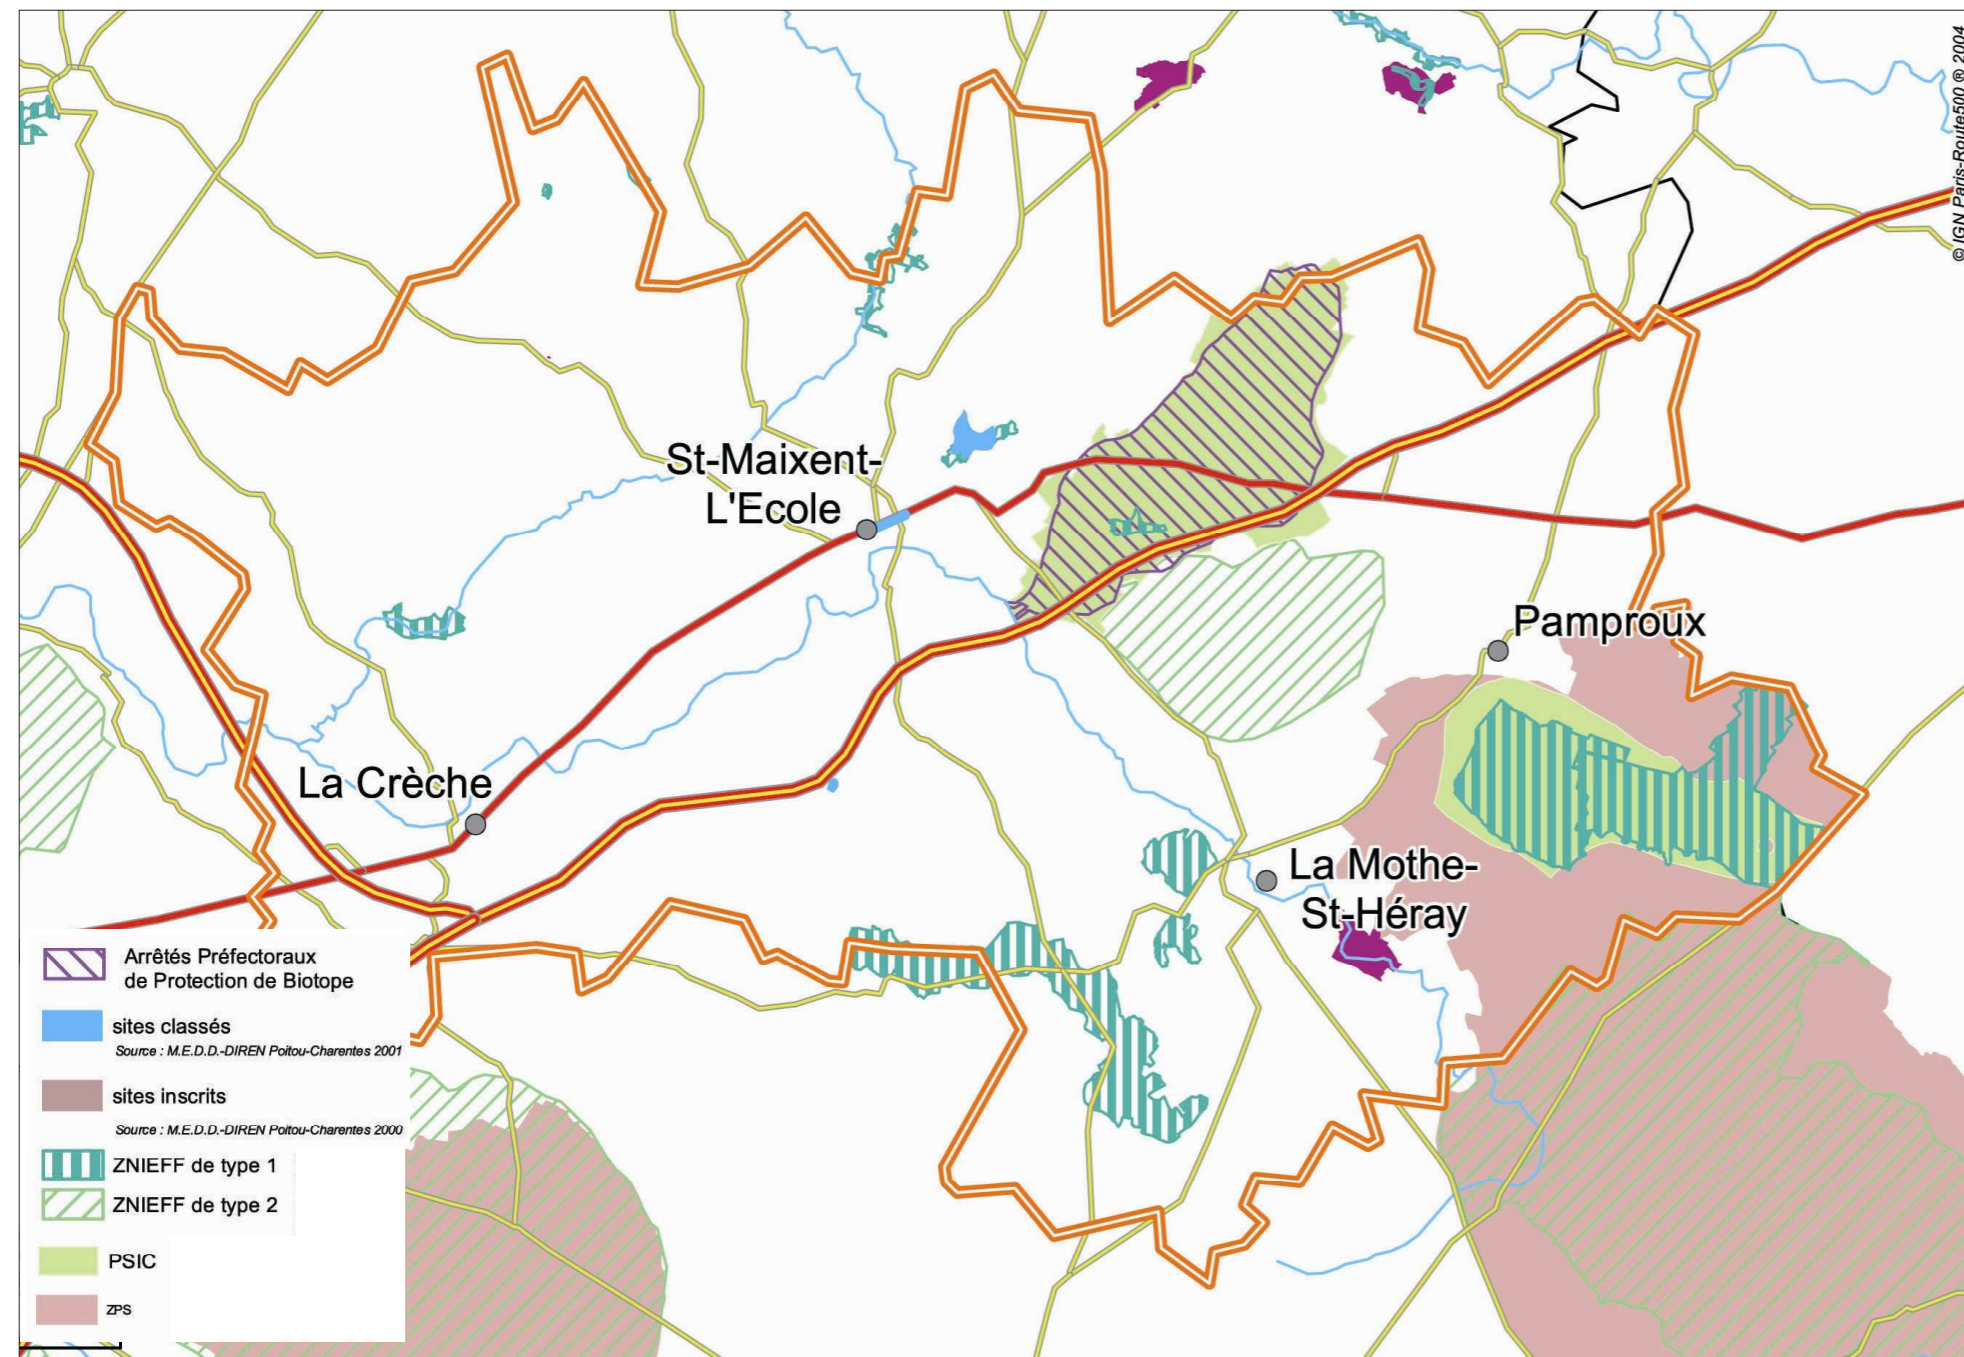 © IGN Paris-Route500 ® 2004
St-Maixent-
L'Ecole
Pamproux
La Crèche
La Mothe-
St-Héray
Arrêtés Préfectoraux
de Protection de Biotope
sites classés
Source : M.E.D.D.-DIREN Poitou-Charentes 2001
sites inscrits
Source : M.E.D.D.-DIREN Poitou-Charentes 2000
ZNIEFF de type 1
ZNIEFF de type 2
PSIC
ZPS